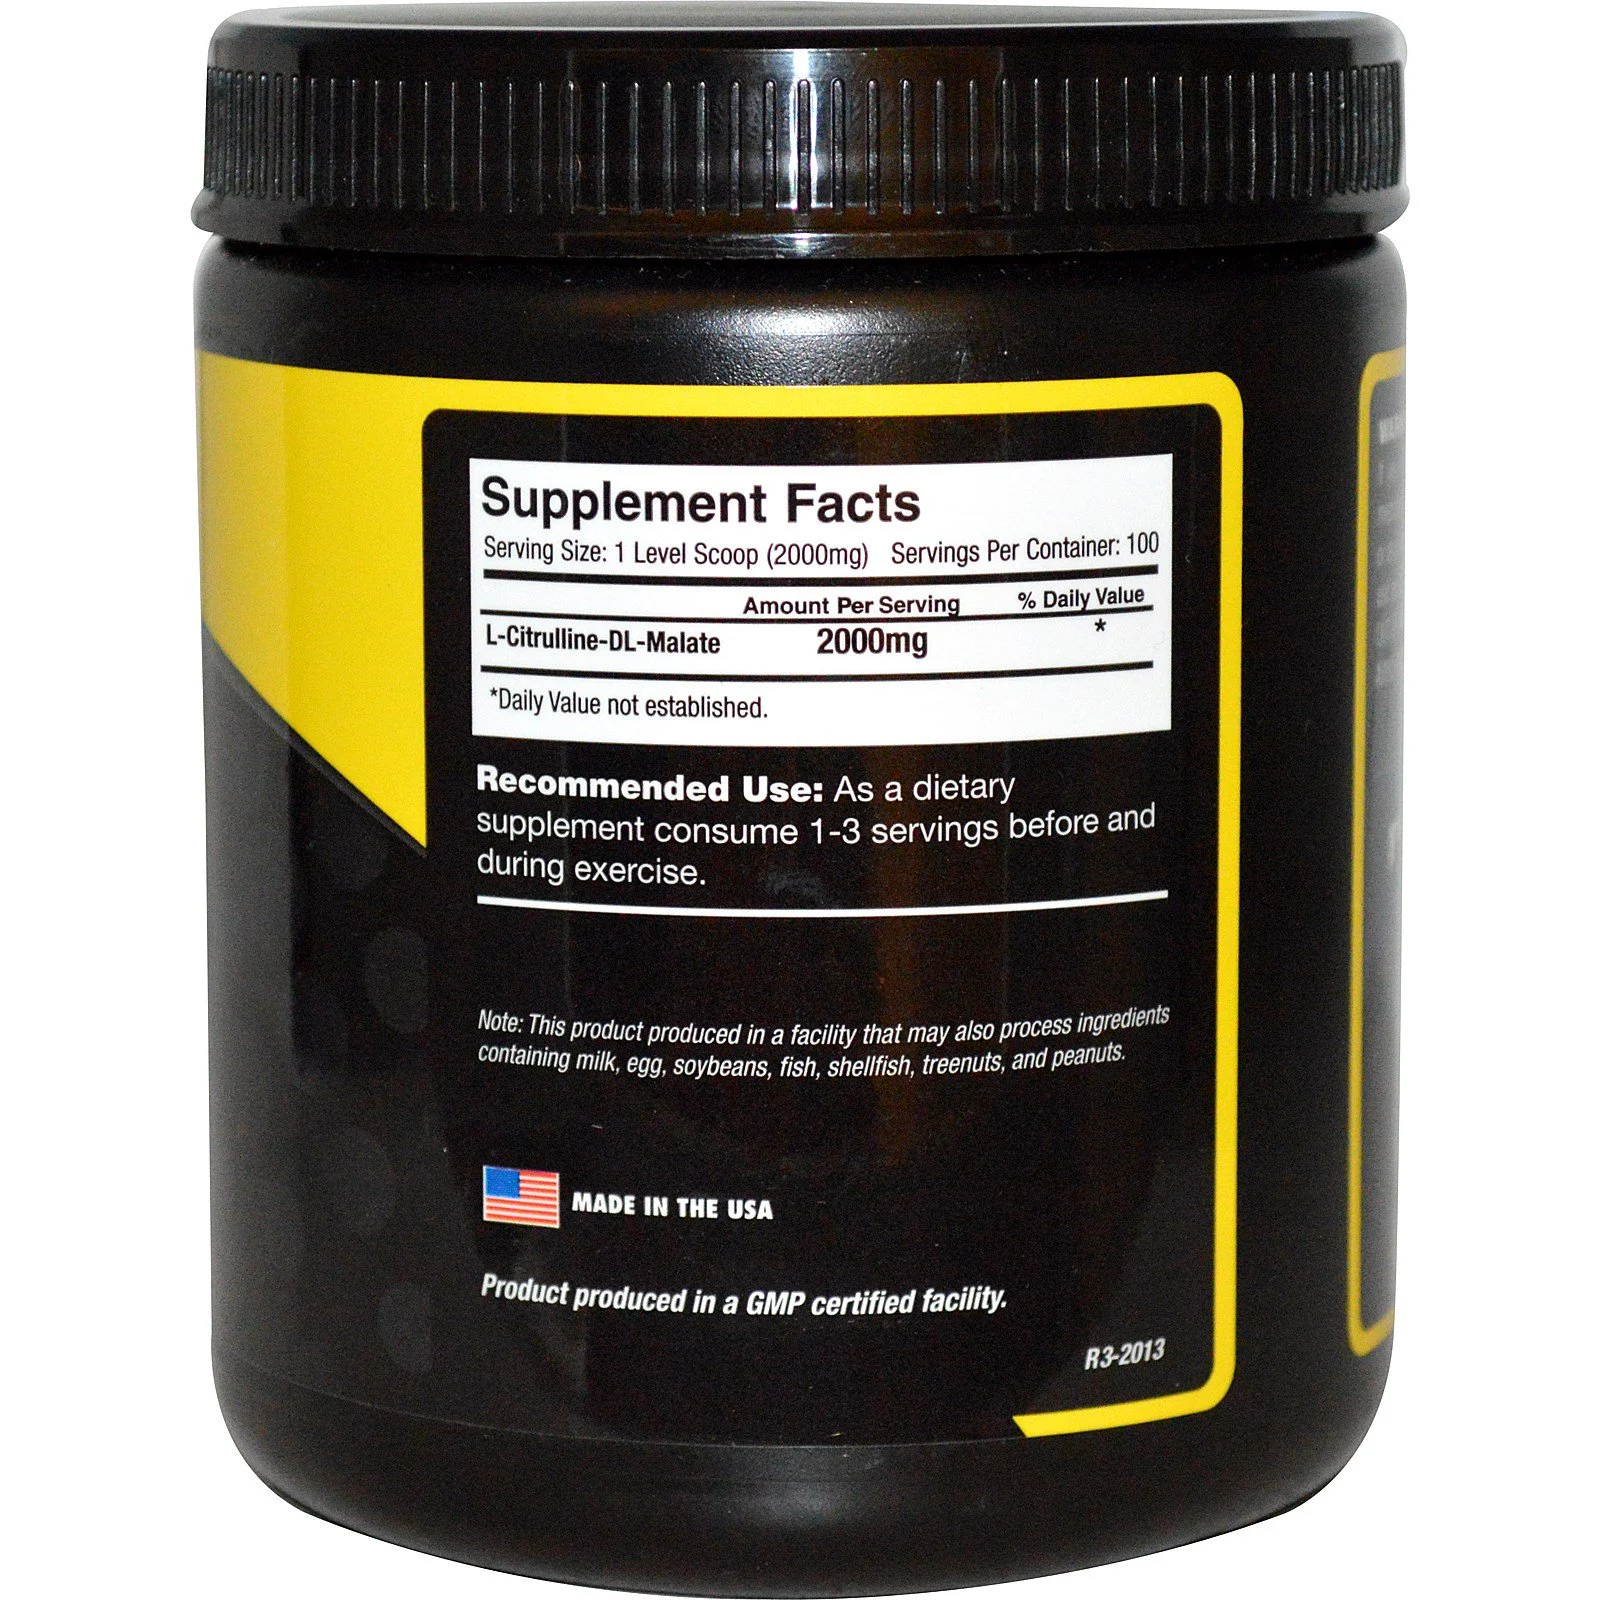 Supplement Facts
Serving Size: 1 Level Scoop (2000mg) Servings Per Container: 100
Amount Per Serving % Daily Value
L-Citrulline-DL-Malate 2000mg *
*Daily Value not established.
Recommended Use: As a dietary
supplement consume 1-3 servings before and
during exercise.
Note: This product produced in a facility that may also process ingredients
containing milk, egg, soybeans, fish, shellfish, treenuts, and peanuts.
MADE IN THE USA
Product produced in a GMP certified facility.
R3-2013